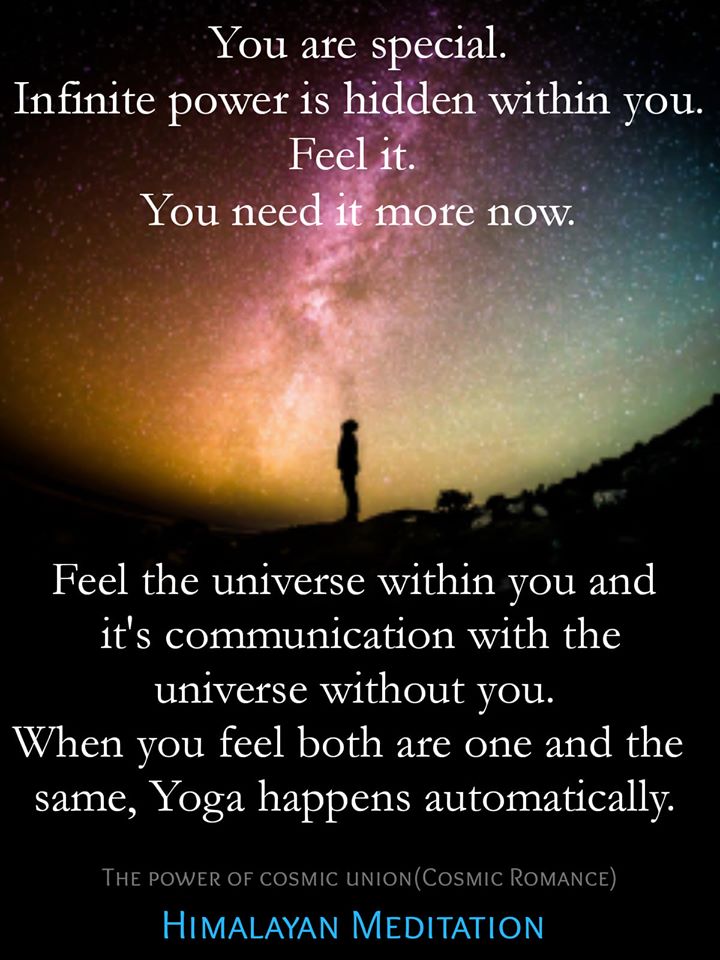 You are special.
Infinite power is hidden within you.
Feel it.
You need it more now.
Feel the universe within you and
it's communication with the
universe without you.
When you feel both are one and the
same, Yoga happens automatically.
The power of cosmic union(Cosmic Romance)
Himalayan Meditation